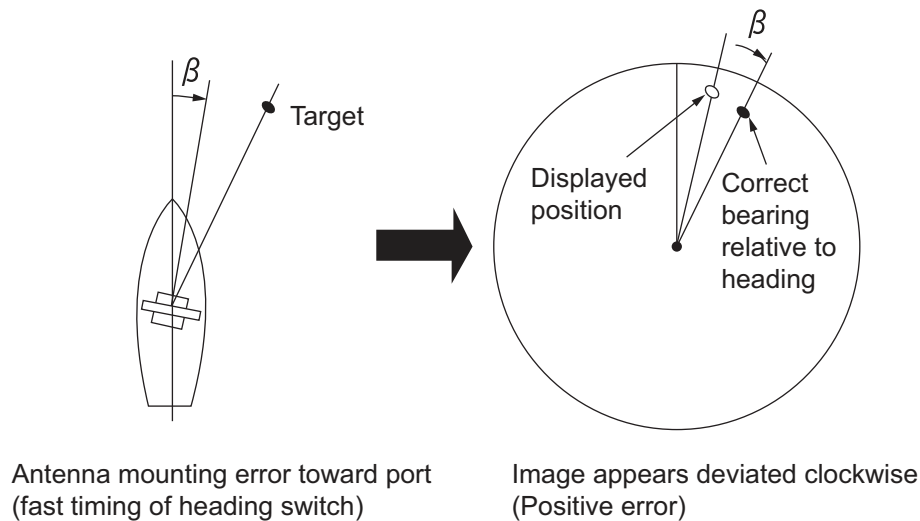 β
Target
β
Displayed
position
Correct
bearing
relative to
heading
Antenna mounting error toward port
(fast timing of heading switch)
Image appears deviated clockwise
(Positive error)